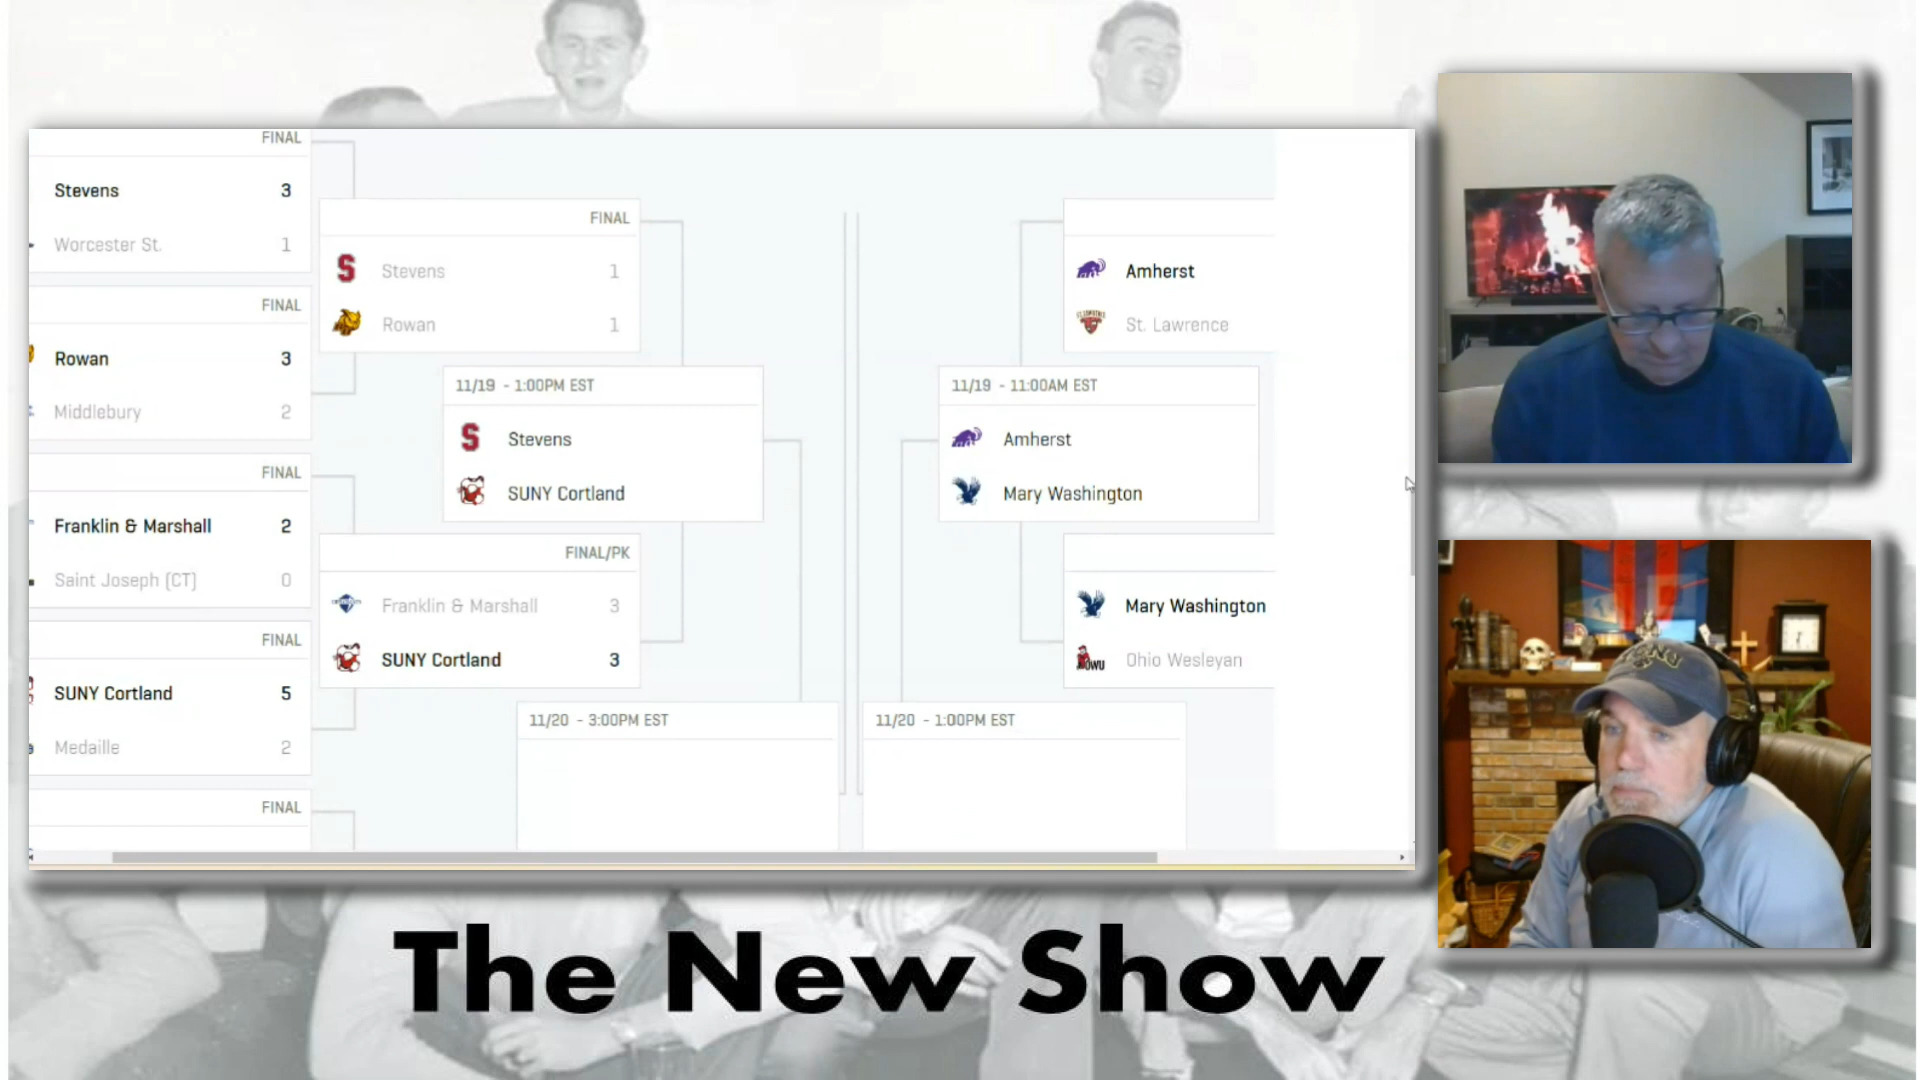 FINAL
Stevens 3
Worcester St. 1
FINAL
Rowan 3
Middlebury 2
FINAL
Franklin & Marshall 2
Saint Joseph (CT) 0
FINAL
SUNY Cortland 5
Medaille 2
FINAL
FINAL
S Stevens 1
Rowan 1
11/19 - 1:00PM EST
S Stevens
SUNY Cortland
FINAL/PK
Franklin & Marshall 3
SUNY Cortland 3
11/20 - 3:00PM EST
Amherst
St. Lawrence
11/19 - 11:00AM EST
Amherst
Mary Washington
Mary Washington
OWU Ohio Wesleyan
11/20 - 1:00PM EST
The New Show